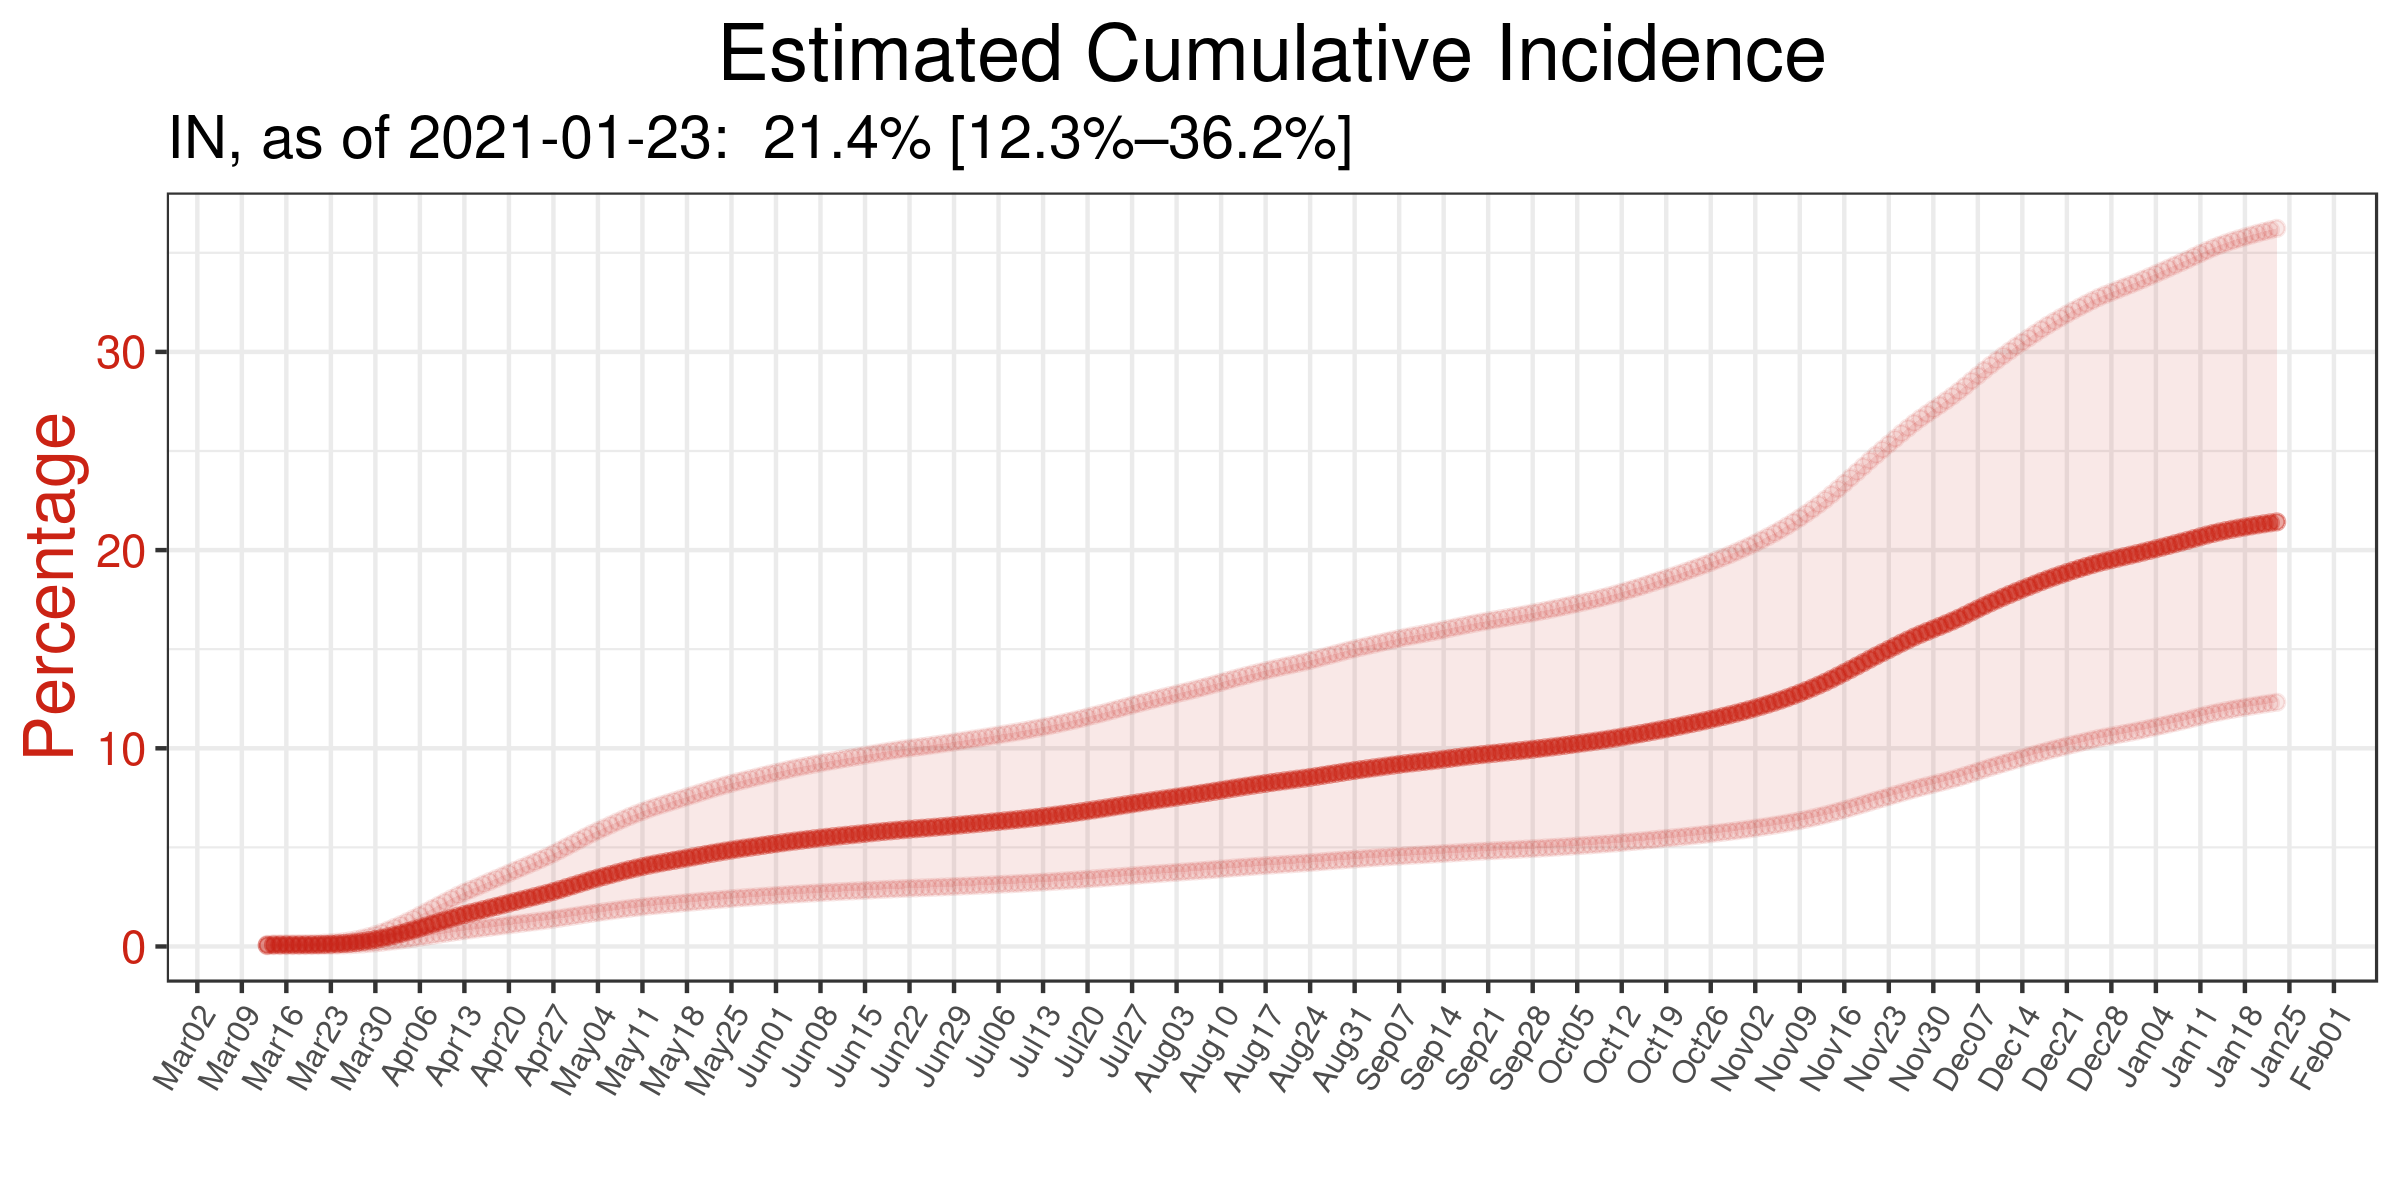 Estimated Cumulative Incidence
IN, as of 2021-01-23:  21.4% [12.3%–36.2%]
Percentage
30
20
10
0
Mar02
Mar09
Mar16
Mar23
Mar30
Apr06
Apr13
Apr20
Apr27
May04
May11
May18
May25
Jun01
Jun08
Jun15
Jun22
Jun29
Jul06
Jul13
Jul20
Jul27
Aug03
Aug10
Aug17
Aug24
Aug31
Sep07
Sep14
Sep21
Sep28
Oct05
Oct12
Oct19
Oct26
Nov02
Nov09
Nov16
Nov23
Nov30
Dec07
Dec14
Dec21
Dec28
Jan04
Jan11
Jan18
Jan25
Feb01